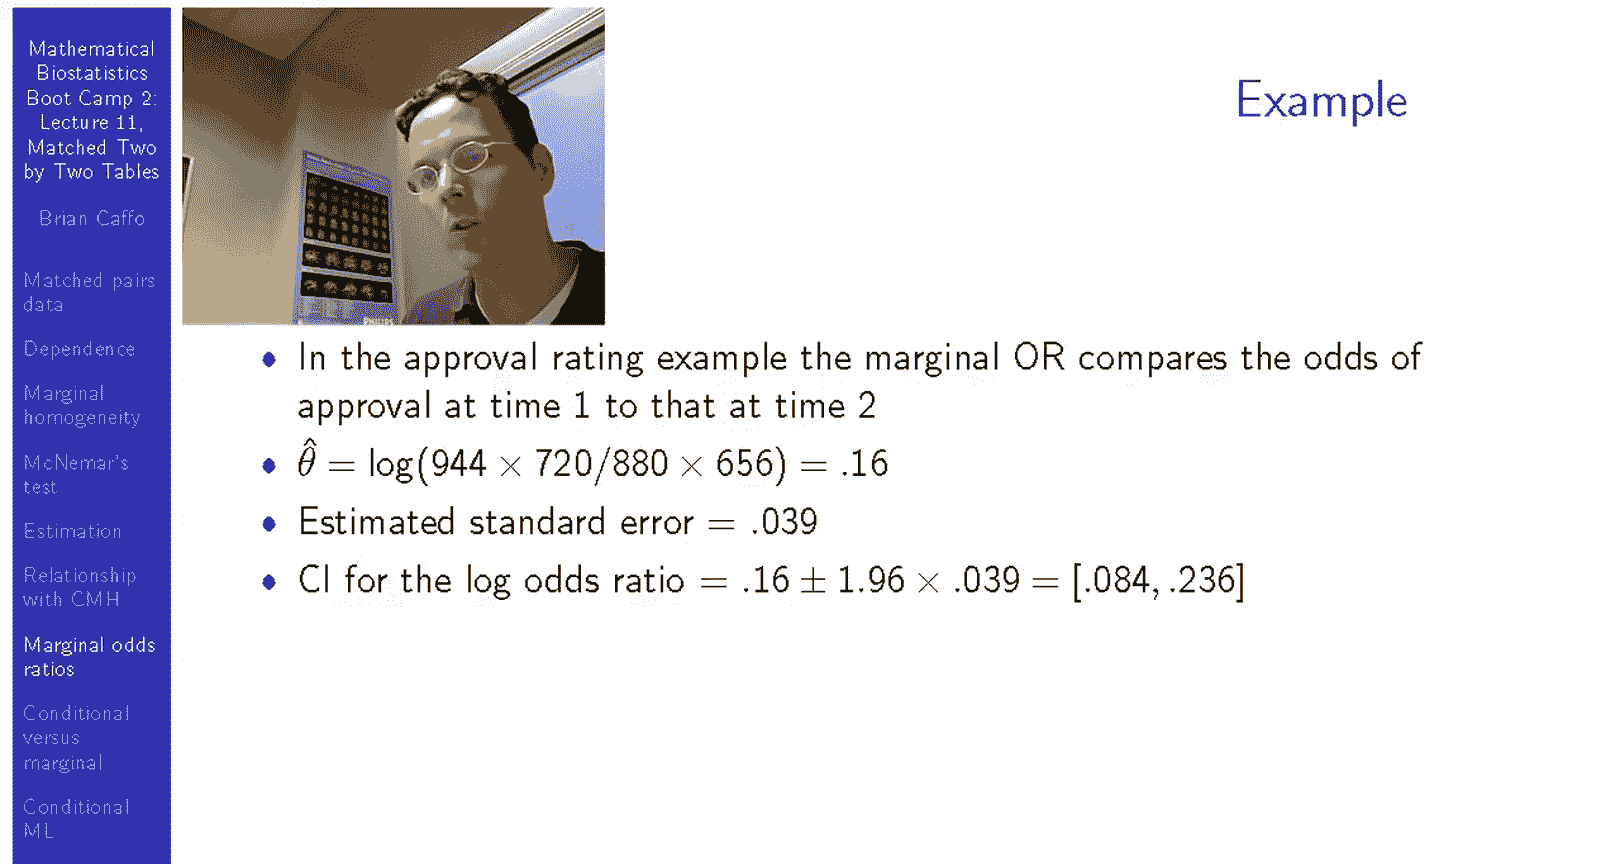 Mathematical
Biostatistics
Boot Camp 2:
Lecture 11,
Matched Two
by Two Tables
Brian Caffo
Matched pairs
data
Dependence
Marginal
homogeneity
McNemar's
test
Estimation
Relationship
with CMH
Marginal odds
ratios
Conditional
versus
marginal
Conditional
ML
PHILIPS
Example
• In the approval rating example the marginal OR compares the odds of
approval at time 1 to that at time 2
• θ̂ = log(944 × 720/880 × 656) = .16
• Estimated standard error = .039
• CI for the log odds ratio = .16 ± 1.96 × .039 = [.084, .236]